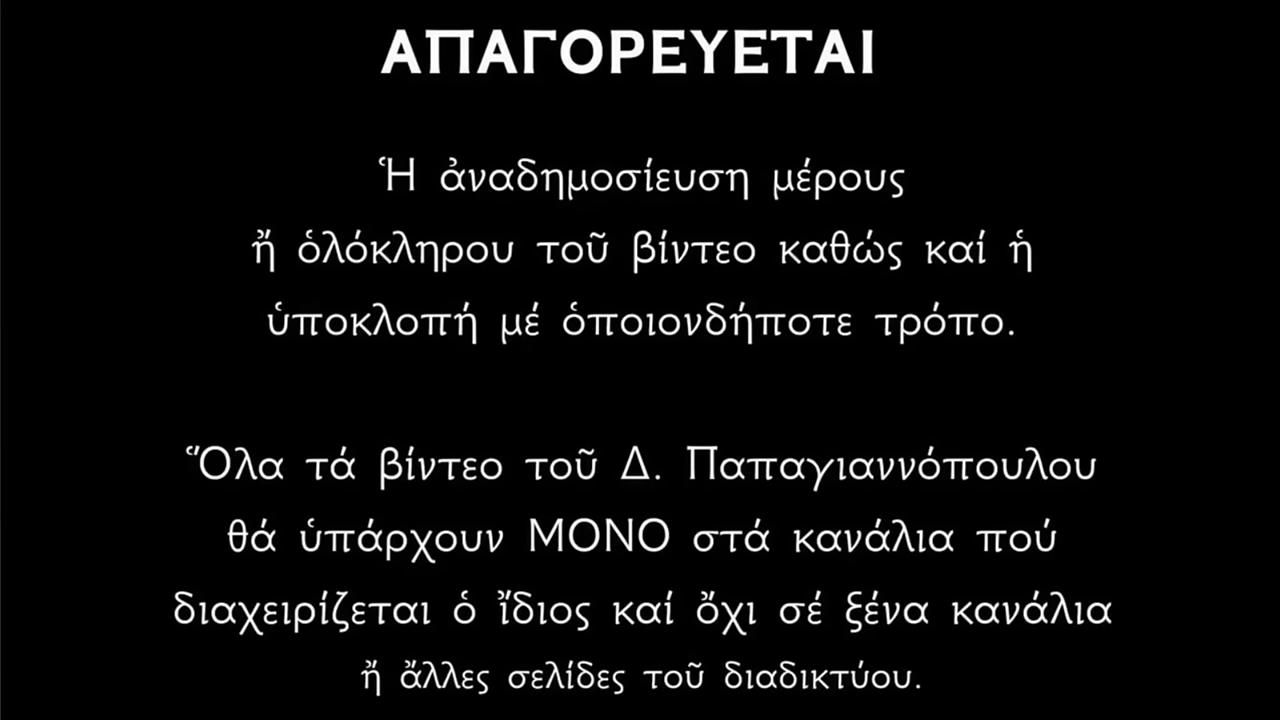 ΑΠΑΓΟΡΕΥΕΤΑΙ
Ἡ ἀναδημοσίευση μέρους
ἤ ὁλόκληρου τοῦ βίντεο καθώς καί ἡ
ὑποκλοπή μέ ὁποιονδήποτε τρόπο.
Ὅλα τά βίντεο τοῦ Δ. Παπαγιαννόπουλου
θά ὑπάρχουν ΜΟΝΟ στά κανάλια πού
διαχειρίζεται ὁ ἴδιος καί ὄχι σέ ξένα κανάλια
ἤ ἄλλες σελίδες τοῦ διαδικτύου.